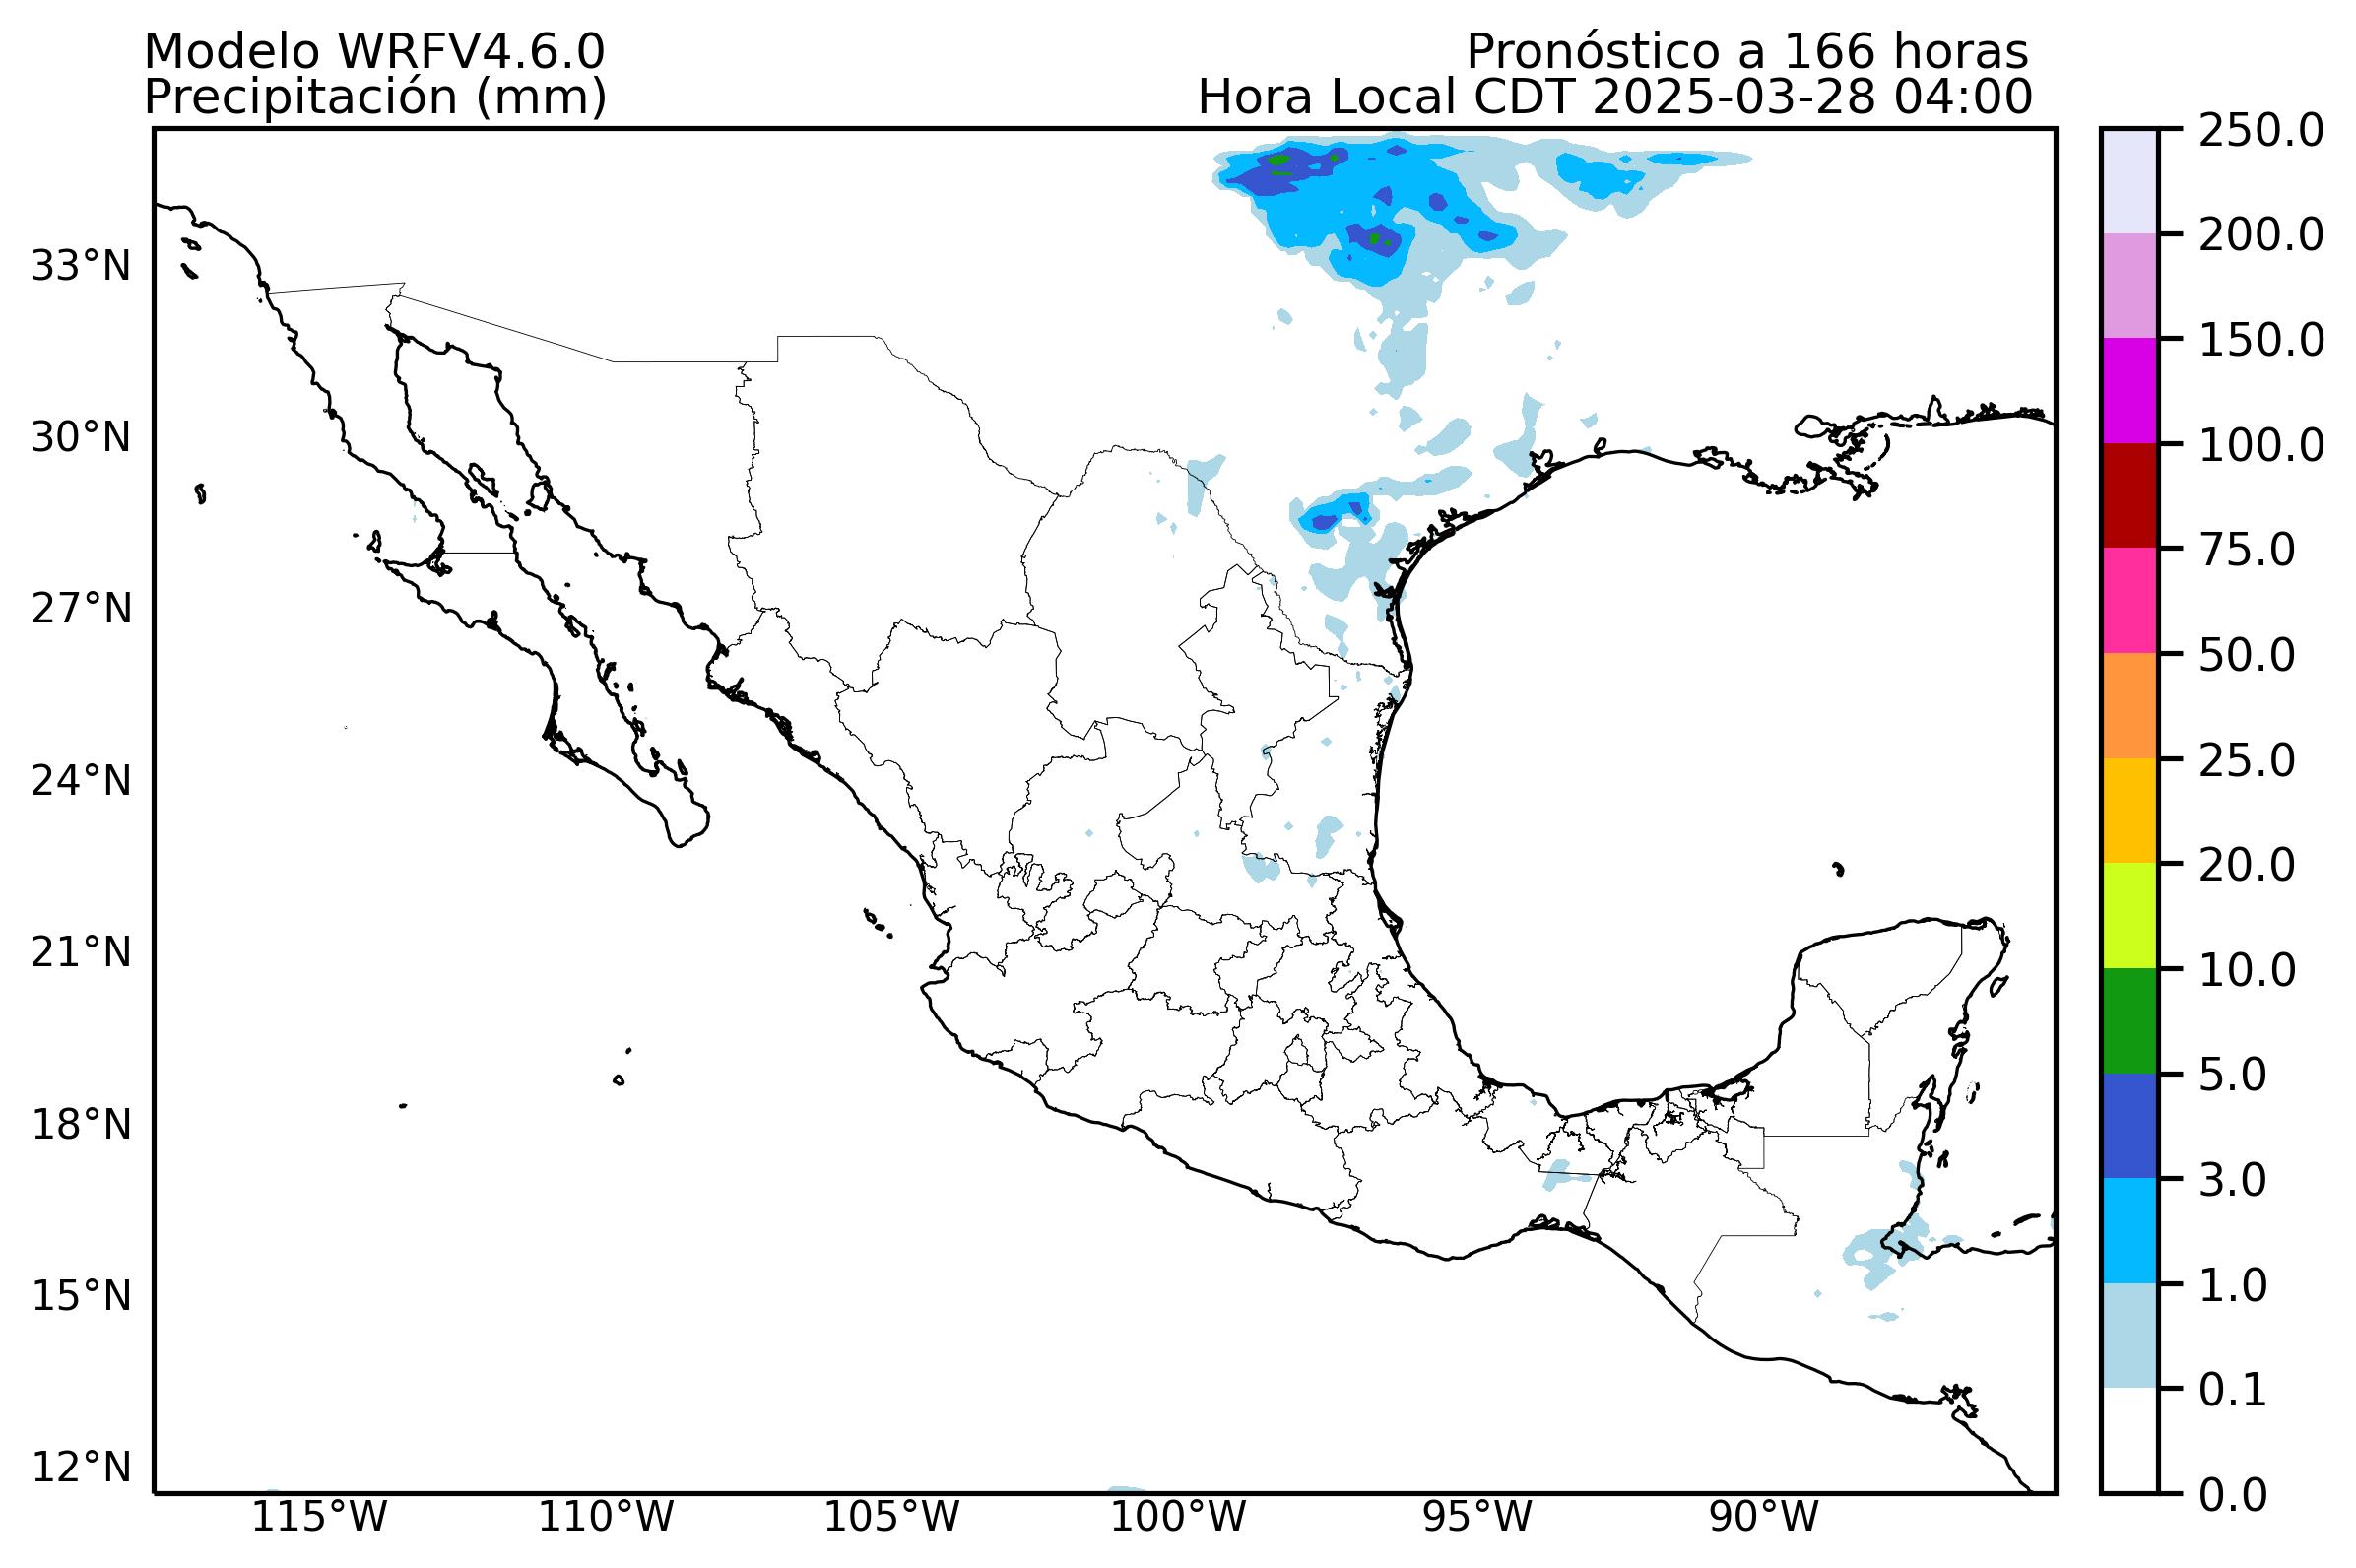 Modelo WRFV4.6.0
Precipitación (mm)
Pronóstico a 166 horas
Hora Local CDT 2025-03-28 04:00
33°N
30°N
27°N
24°N
21°N
18°N
15°N
12°N
115°W
110°W
105°W
100°W
95°W
90°W
250.0
200.0
150.0
100.0
75.0
50.0
25.0
20.0
10.0
5.0
3.0
1.0
0.1
0.0